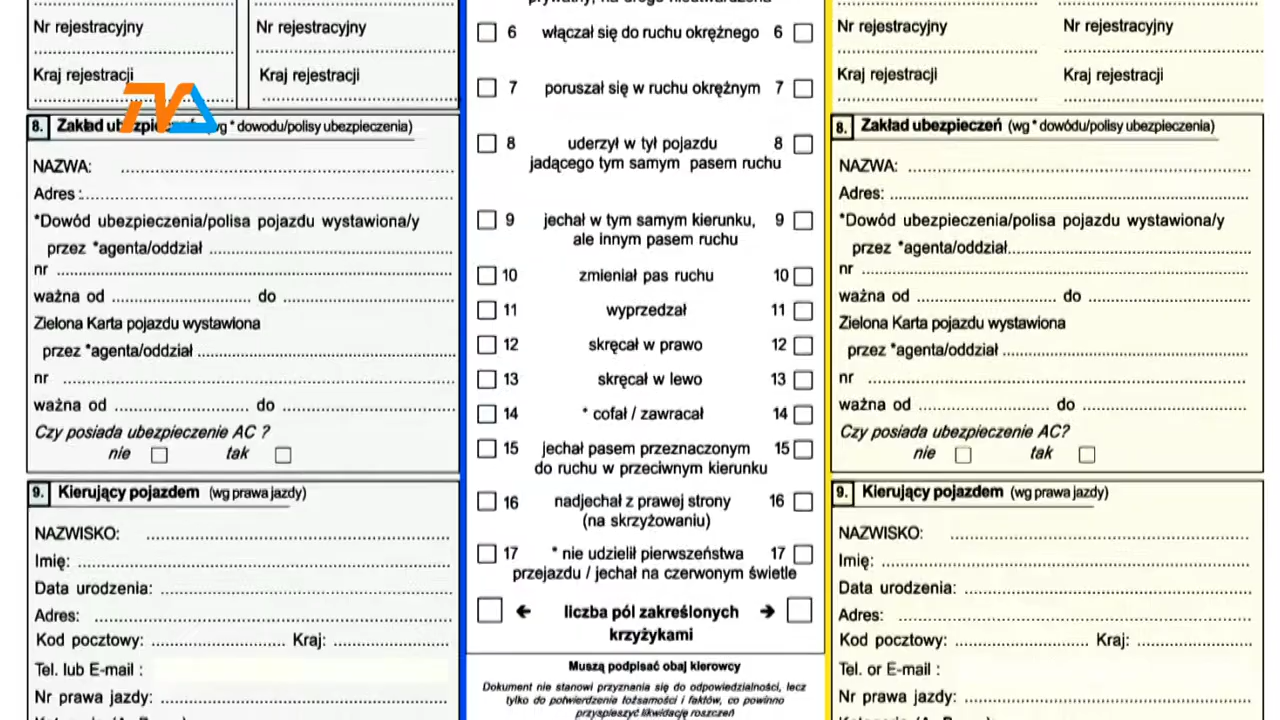 Nr rejestracyjny
Nr rejestracyjny
Kraj rejestracji
Kraj rejestracji
8. Zakład (wg * dowodu/polisy ubezpieczenia)
NAZWA:
Adres :
*Dowód ubezpieczenia/polisa pojazdu wystawiona/y
przez *agenta/oddział
nr
ważna od do
Zielona Karta pojazdu wystawiona
przez *agenta/oddział
nr
ważna od do
Czy posiada ubezpieczenie AC ?
nie tak
9. Kierujący pojazdem (wg prawa jazdy)
NAZWISKO:
Imię:
Data urodzenia:
Adres:
Kod pocztowy: Kraj:
Tel. lub E-mail :
Nr prawa jazdy:
6 włączał się do ruchu okrężnego 6
7 poruszał się w ruchu okrężnym 7
8 uderzył w tył pojazdu 8
jadącego tym samym pasem ruchu
9 jechał w tym samym kierunku, 9
ale innym pasem ruchu
10 zmieniał pas ruchu 10
11 wyprzedzał 11
12 skręcał w prawo 12
13 skręcał w lewo 13
14 * cofał / zawracał 14
15 jechał pasem przeznaczonym 15
do ruchu w przeciwnym kierunku
16 nadjechał z prawej strony 16
(na skrzyżowaniu)
17 * nie udzielił pierwszeństwa 17
przejazdu / jechał na czerwonym świetle
← liczba pól zakreślonych →
krzyżykami
Muszą podpisać obaj kierowcy
Dokument nie stanowi przyznania się do odpowiedzialności, lecz
tylko do potwierdzenia tożsamości i faktów, co powinno
przyspieszyć likwidację roszczeń
Nr rejestracyjny
Nr rejestracyjny
Kraj rejestracji
Kraj rejestracji
8. Zakład ubezpieczeń (wg * dowódu/polisy ubezpieczenia)
NAZWA:
Adres:
*Dowód ubezpieczenia/polisa pojazdu wystawiona/y
przez *agenta/oddział
nr
ważna od do
Zielona Karta pojazdu wystawiona
przez *agenta/oddział
nr
ważna od do
Czy posiada ubezpieczenie AC?
nie tak
9. Kierujący pojazdem (wg prawa jazdy)
NAZWISKO:
Imię:
Data urodzenia:
Adres:
Kod pocztowy: Kraj:
Tel. or E-mail :
Nr prawa jazdy: